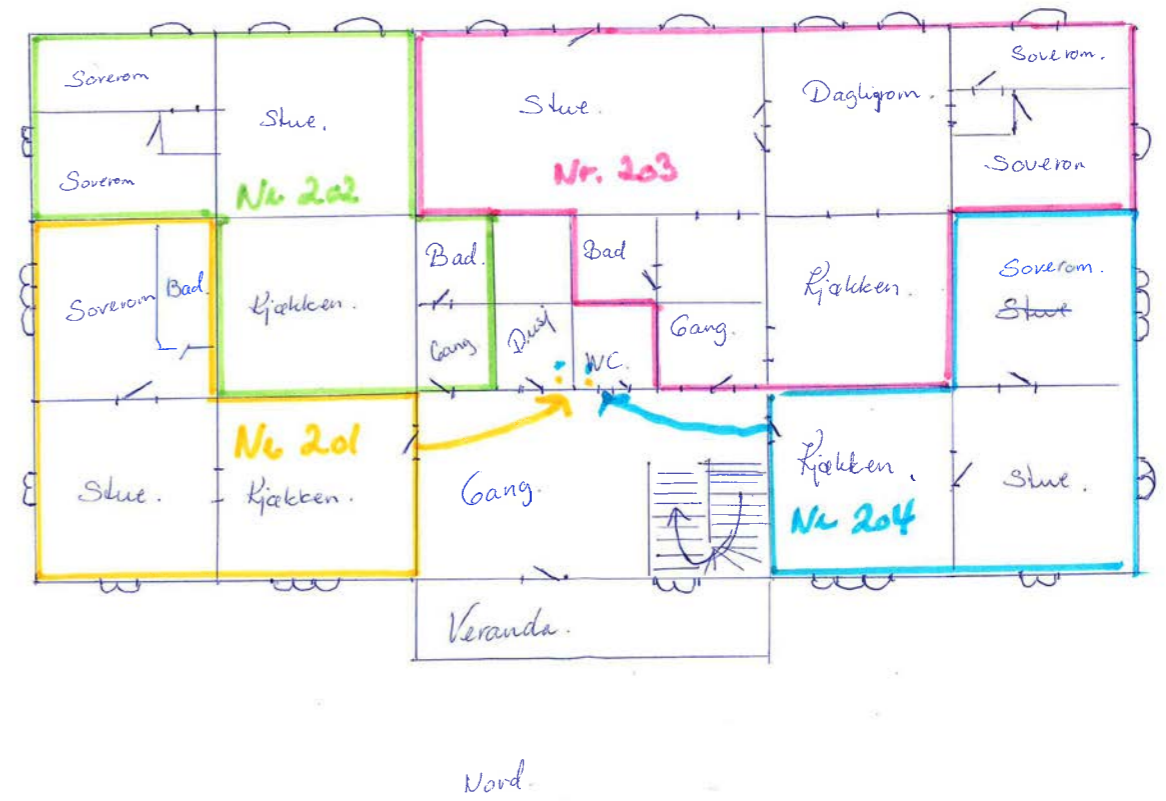 Soverom
Stue.
Soverom
Nr 202
Stue.
Nr. 203
Dagligrom.
Soverom.
Soverom
Soverom
Bad.
Kjøkken.
Bad.
Gang
Dusj
Bad
WC.
Gang.
Kjøkken.
Soverom.
Stue
Nr 201
Stue.
Kjøkken.
Gang.
Kjøkken.
Nr 204
Stue.
Veranda.
Nord.